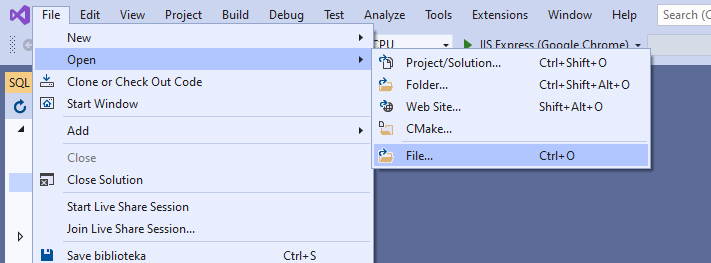 File Edit View Project Build Debug Test Analyze Tools Extensions Window Help Search (C
CPU IIS Express (Google Chrome)
New
Open
Project/Solution... Ctrl+Shift+O
SQL
Clone or Check Out Code
Folder... Ctrl+Shift+Alt+O
Start Window
Web Site... Shift+Alt+O
Add
CMake...
Close
File... Ctrl+O
Close Solution
Start Live Share Session
Join Live Share Session...
Save biblioteka Ctrl+S